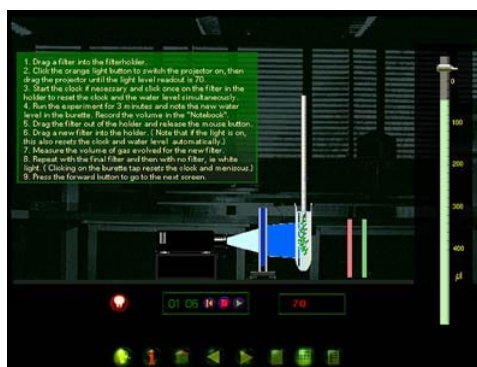 1. Drag a filter into the filterholder.
2. Click the orange light button to switch the projector on, then
drag the projector until the light level readout is 70.
3. Start the clock if necessary and click once on the filter in the
holder to reset the clock and the water level simultaneously.
4. Run the experiment for 3 minutes and note the new water
level in the burette. Record the volume in the "Notebook".
5. Drag the filter out of the holder and release the mouse button.
6. Drag a new filter into the holder. ( Note that if the light is on,
this also resets the clock and water level automatically.)
7. Measure the volume of gas evolved for the new filter.
8. Repeat with the final filter and then with no filter, ie white
light. ( Clicking on the burette tap resets the clock and meniscus.)
9. Press the forward button to go to the next screen.
0
100
200
300
400
µl
01 05
70